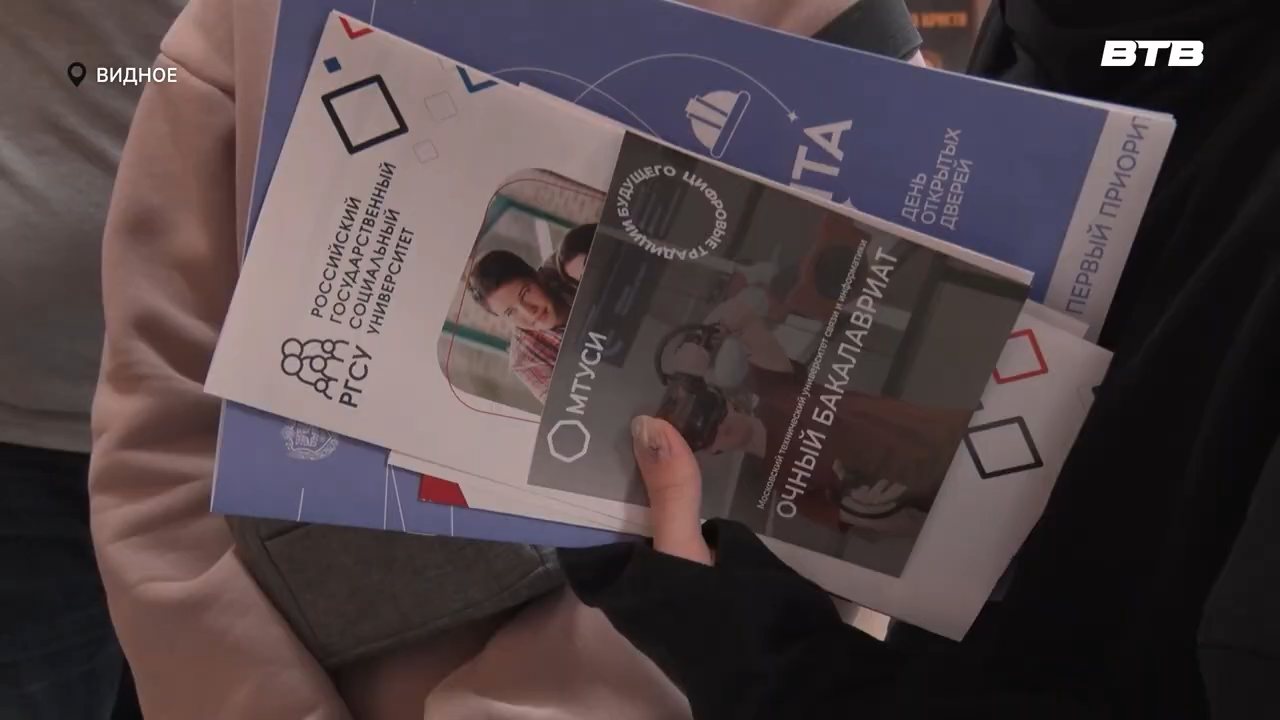 ВИДНОЕ
ВТВ
РОССИЙСКИЙ
ГОСУДАРСТВЕННЫЙ
СОЦИАЛЬНЫЙ
УНИВЕРСИТЕТ
РГСУ
ЦИФРОВЫЕ ТРАДИЦИИ БУДУЩЕГО
МТУСИ
Московский технический университет связи и информатики
ОЧНЫЙ БАКАЛАВРИАТ
ДЕНЬ
ОТКРЫТЫХ
ДВЕРЕЙ
ПЕРВЫЙ